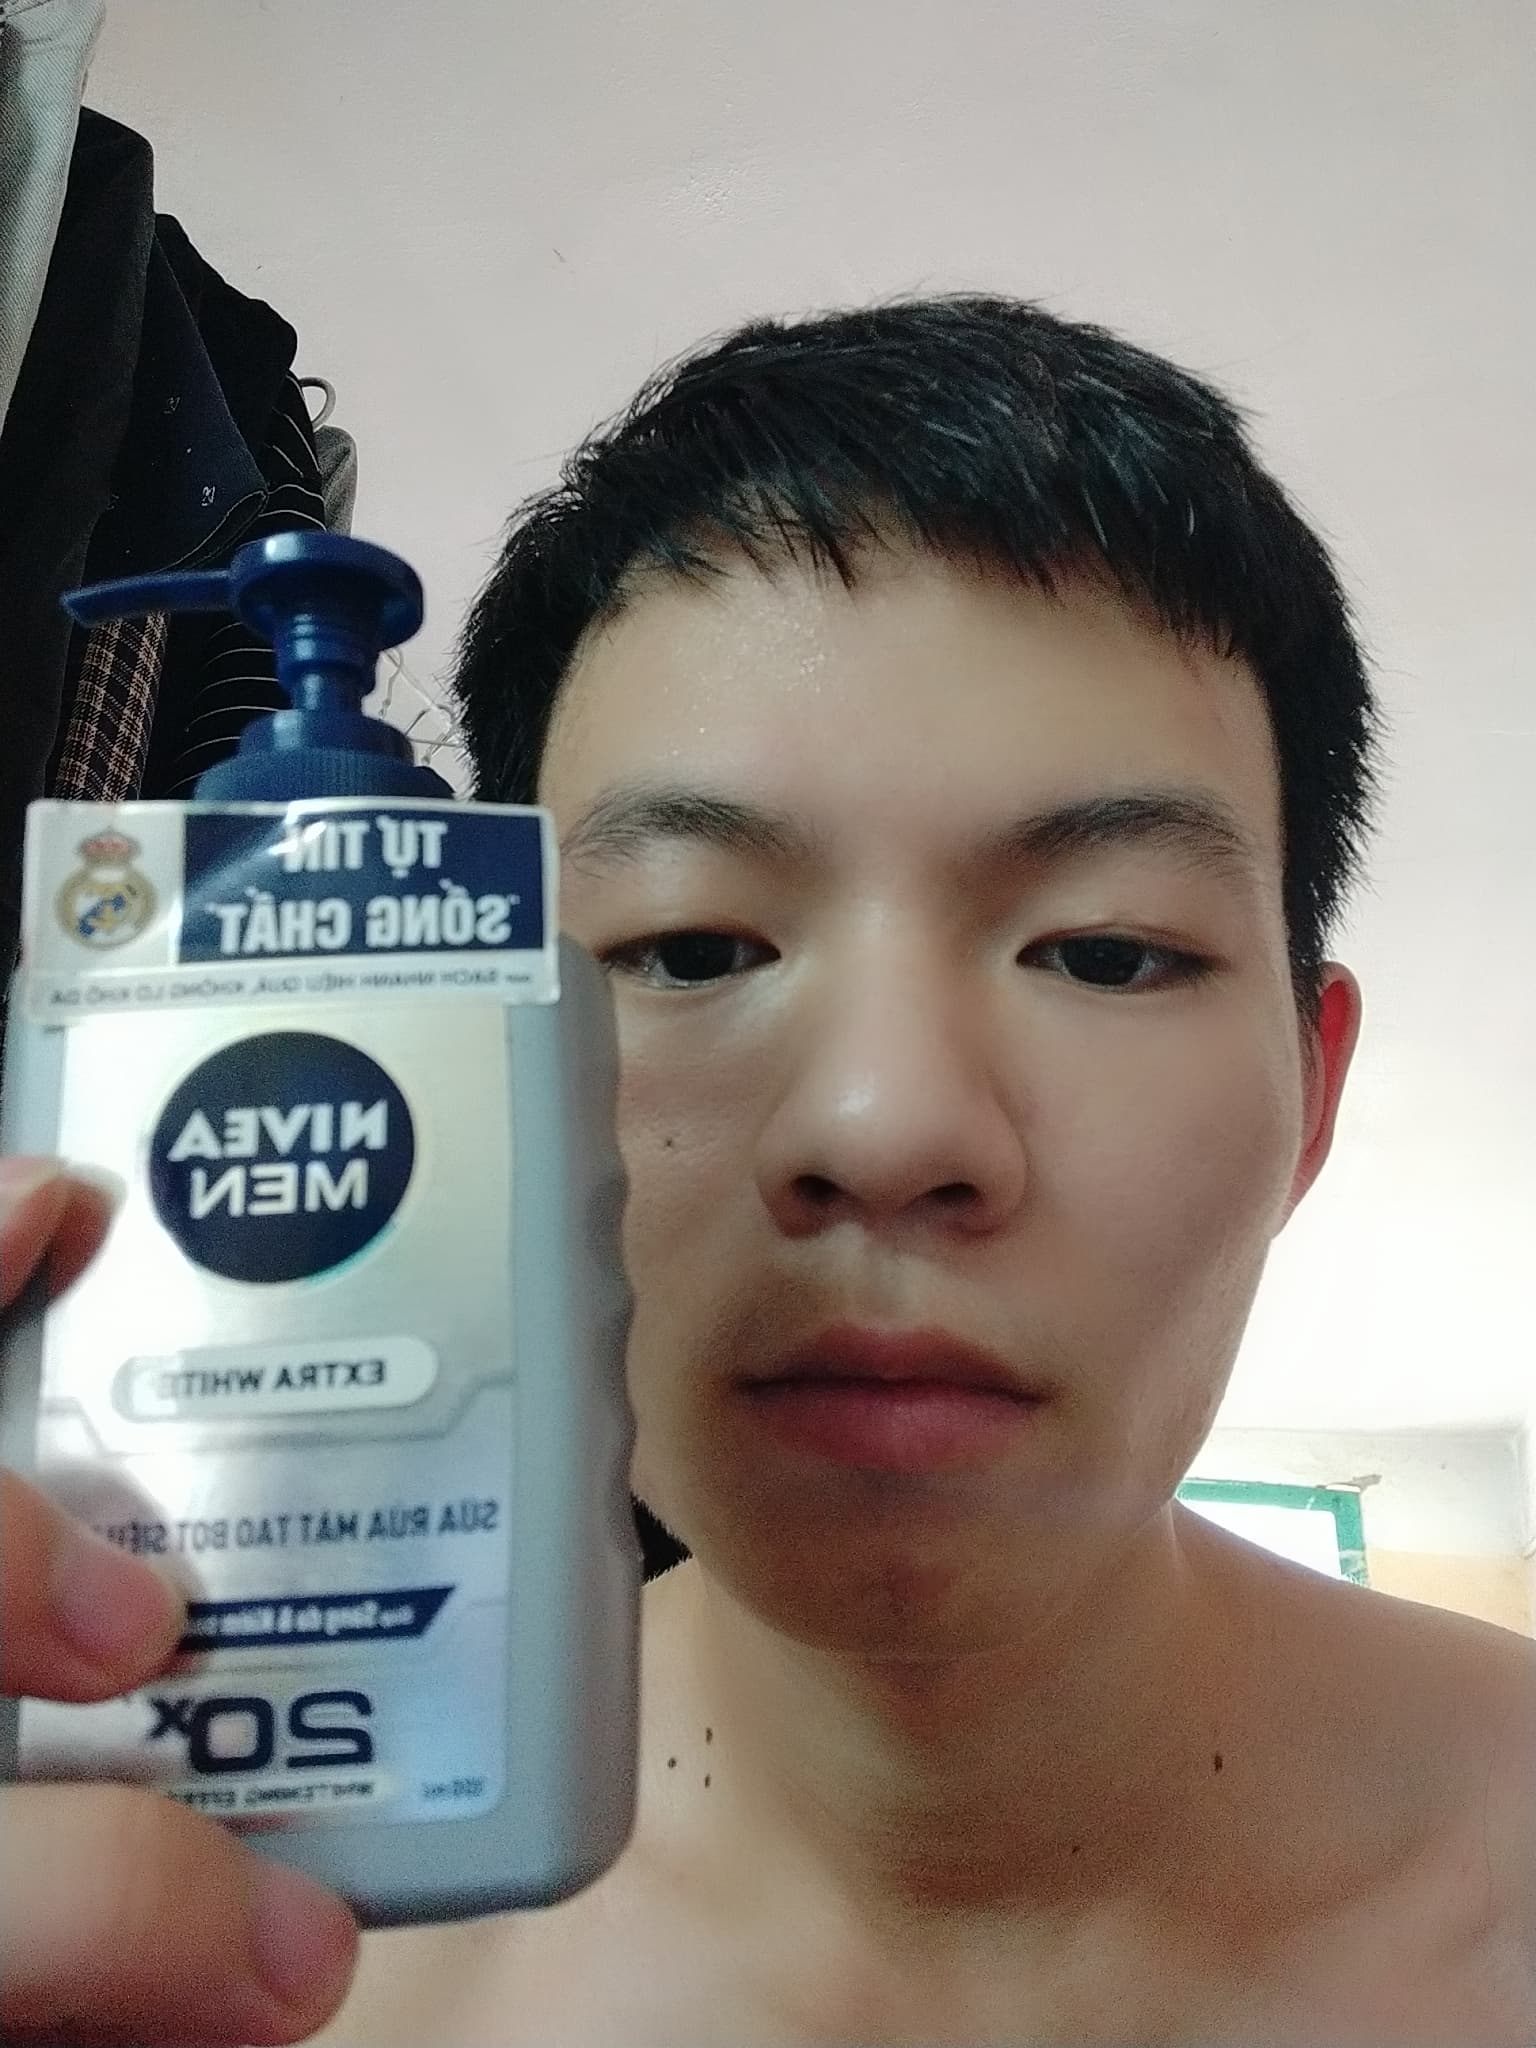 TỰ TIN
"SỐNG CHẤT"
SẠCH NHANH HIỆU QUẢ, KHÔNG LO KHÔ DA
NIVEA
MEN
EXTRA WHITE
SỮA RỬA MẶT TẠO BỌT
20X
WHITENING